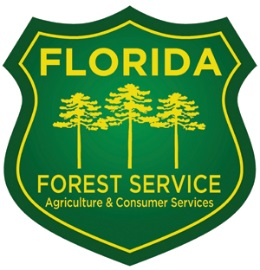 FLORIDA
FOREST SERVICE
Agriculture & Consumer Services